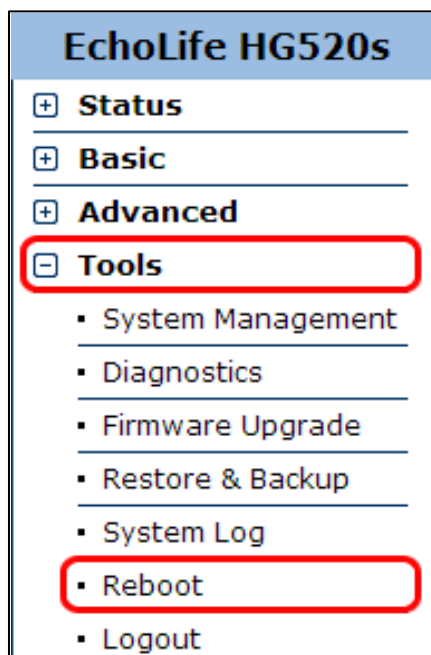 EchoLife HG520s
Status
Basic
Advanced
Tools
System Management
Diagnostics
Firmware Upgrade
Restore & Backup
System Log
Reboot
Logout